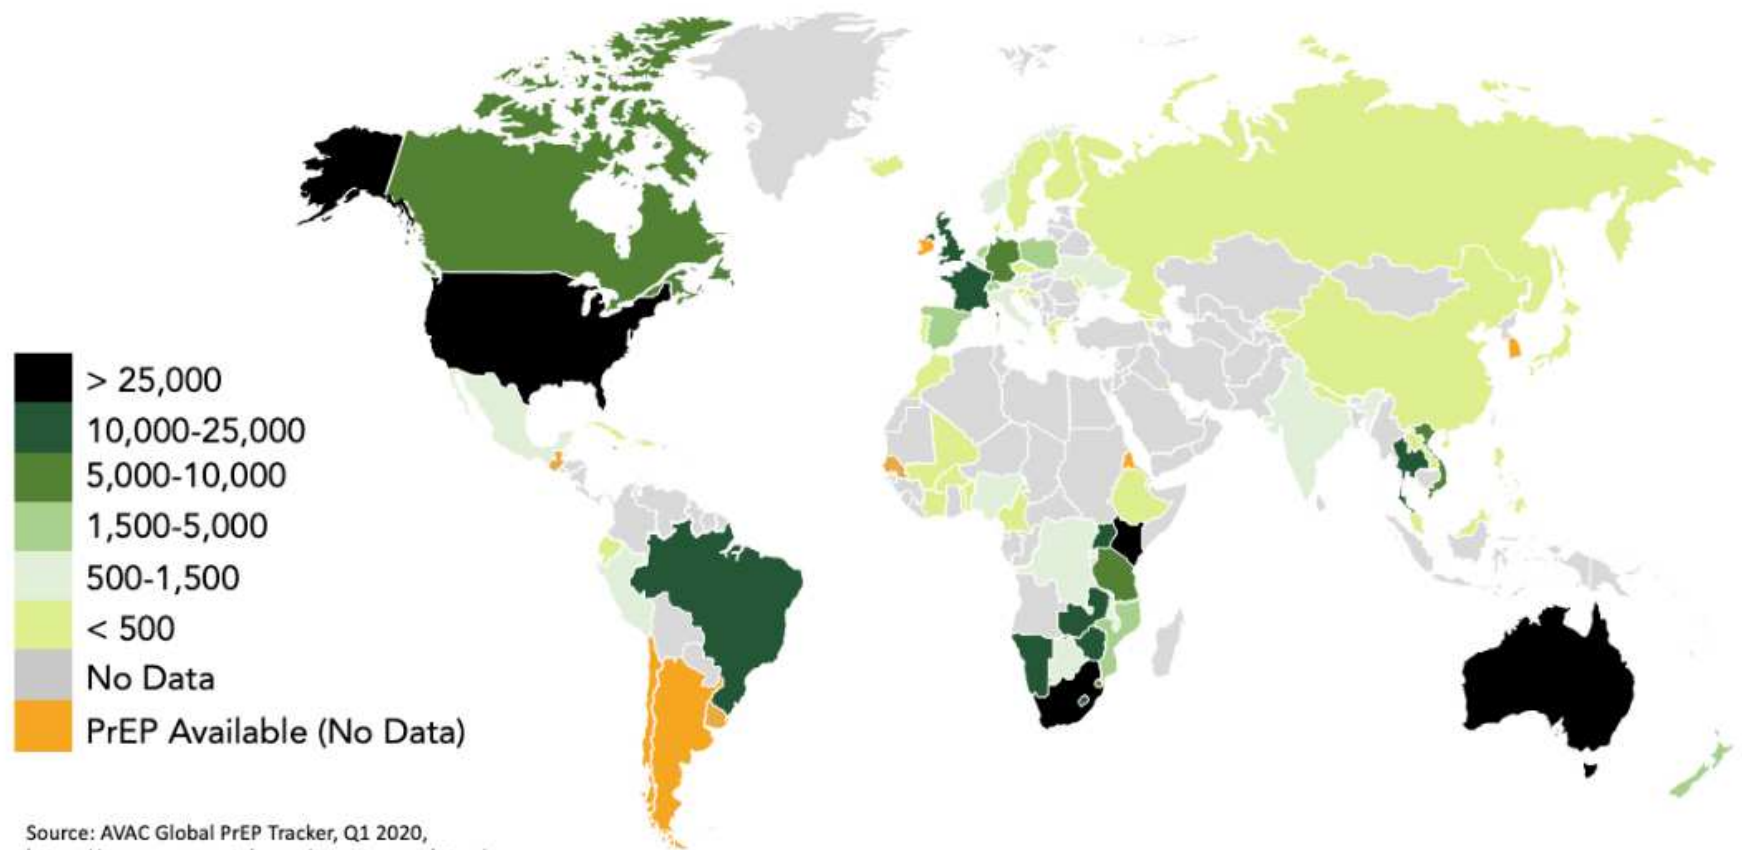 > 25,000
10,000-25,000
5,000-10,000
1,500-5,000
500-1,500
< 500
No Data
PrEP Available (No Data)
Source: AVAC Global PrEP Tracker, Q1 2020,